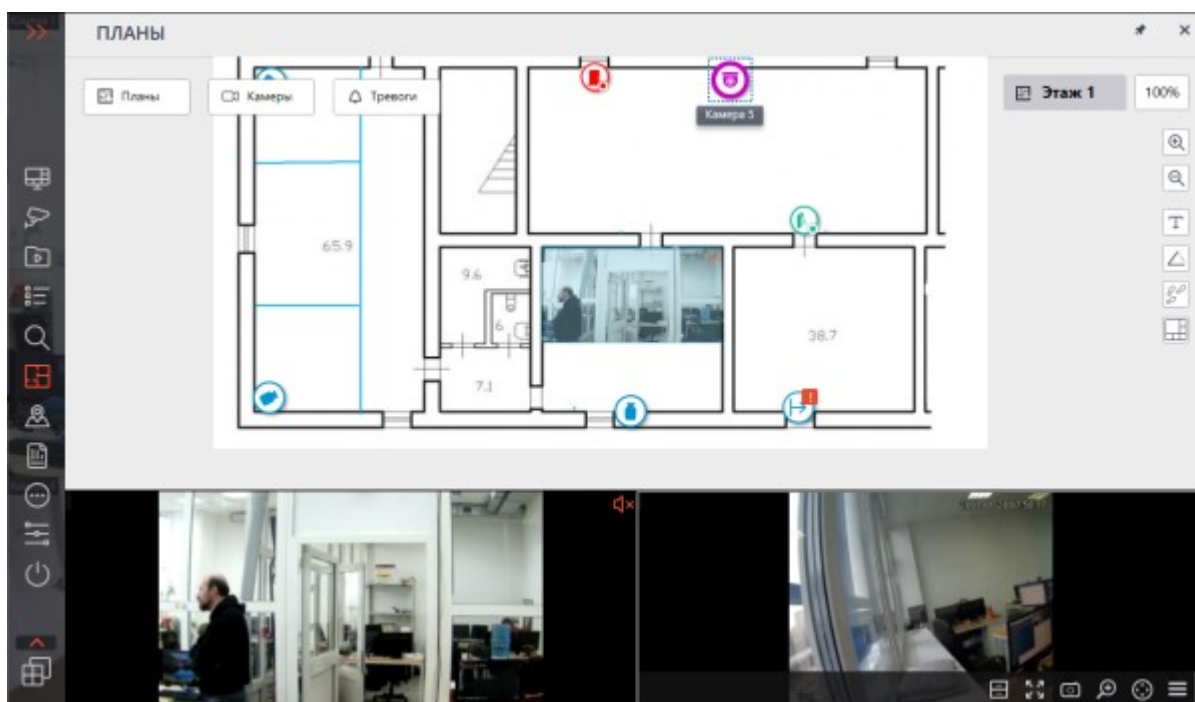 ПЛАНЫ
Планы
Камеры
Тревоги
Камера 5
Этаж 1
100%
65.9
9.6
6
7.1
38.7
T